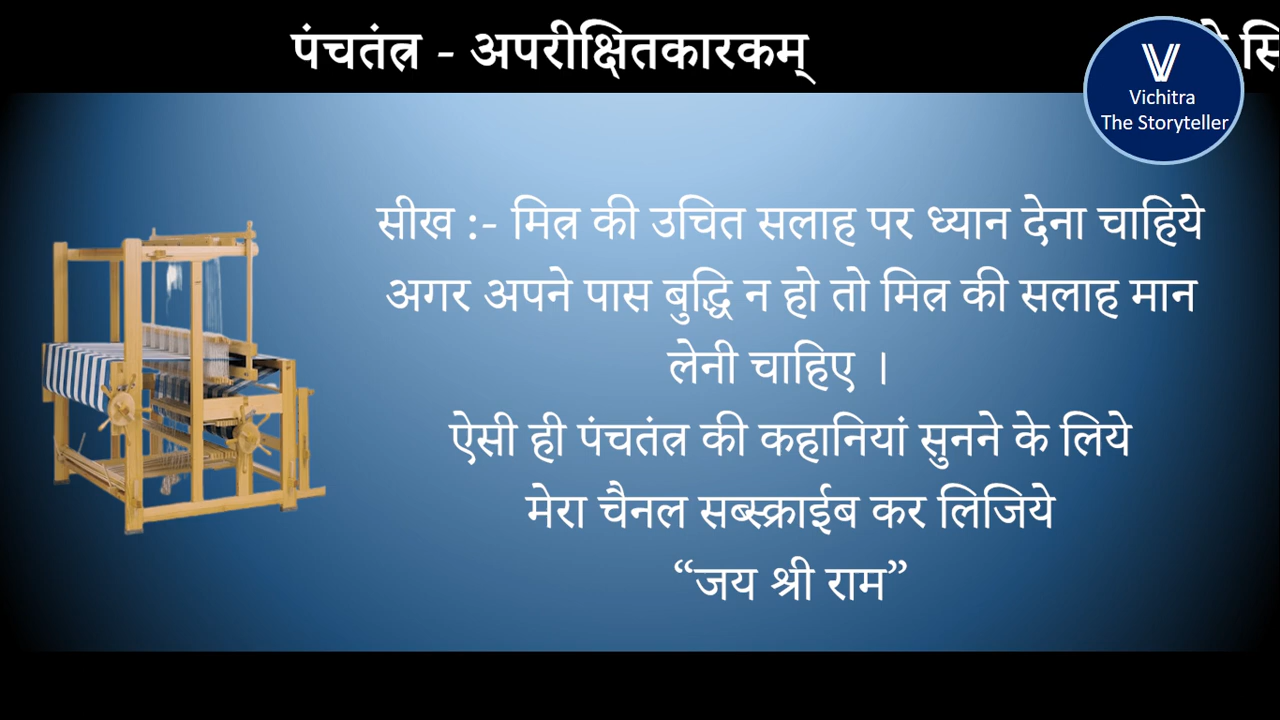 पंचतंत्र - अपरीक्षितकारकम्
Vichitra
The Storyteller
सीख :- मित्र की उचित सलाह पर ध्यान देना चाहिये
अगर अपने पास बुद्धि न हो तो मित्र की सलाह मान
लेनी चाहिए ।
ऐसी ही पंचतंत्र की कहानियां सुनने के लिये
मेरा चैनल सब्स्क्राईब कर लिजिये
“जय श्री राम”